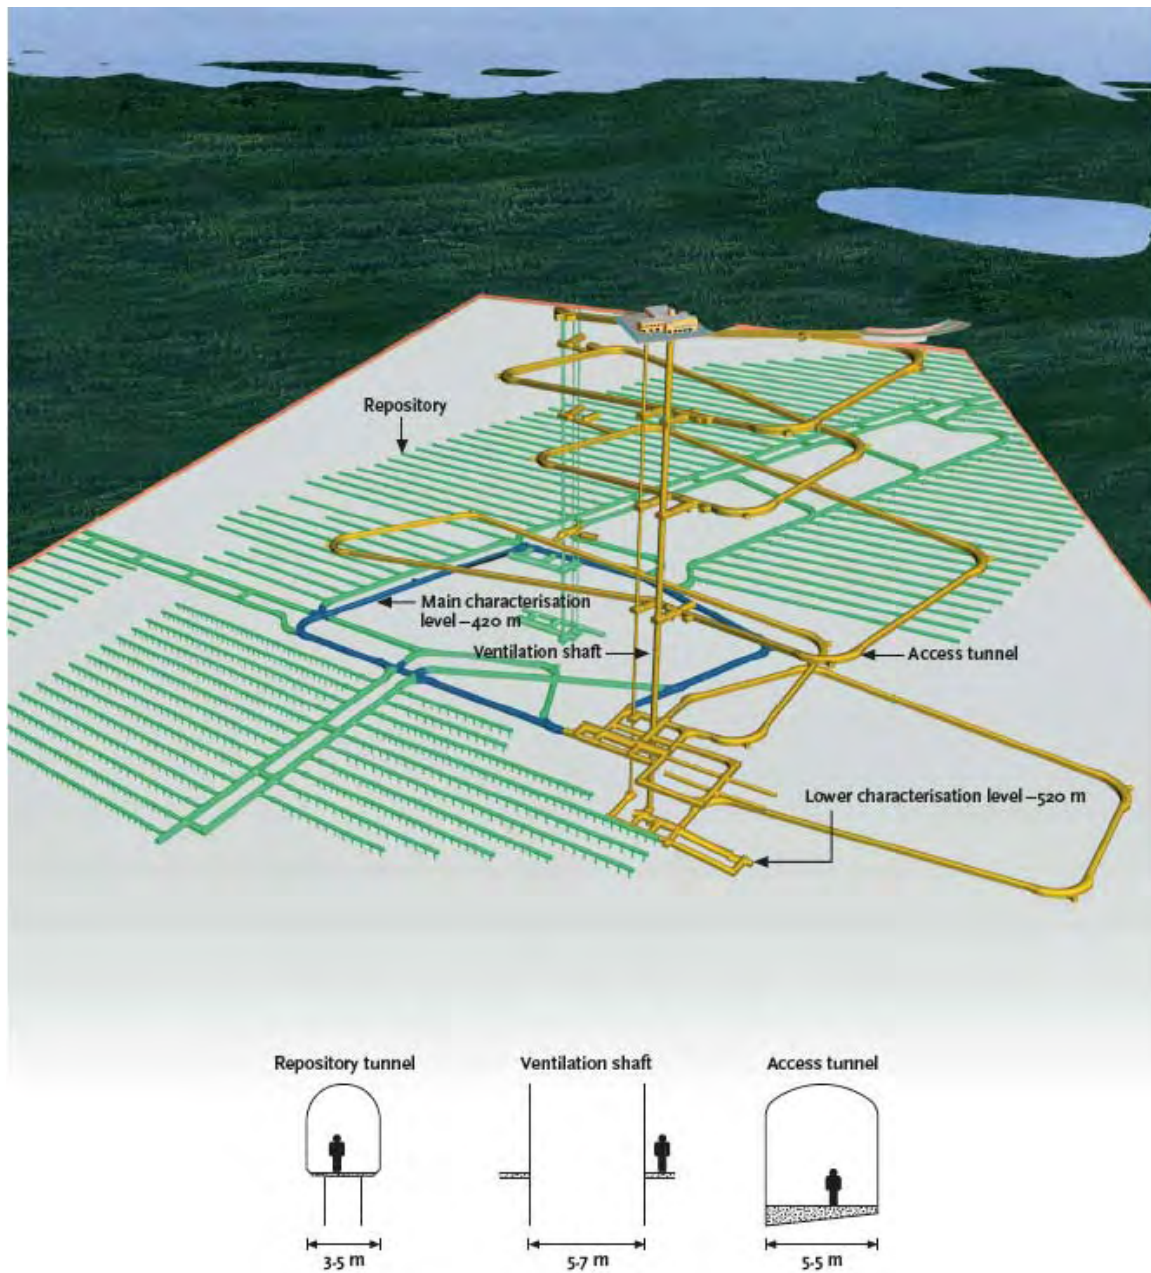 Repository
Main characterisation
level –420 m
Ventilation shaft
Access tunnel
Lower characterisation level –520 m
Repository tunnel
Ventilation shaft
Access tunnel
3-5 m
5-7 m
5-5 m